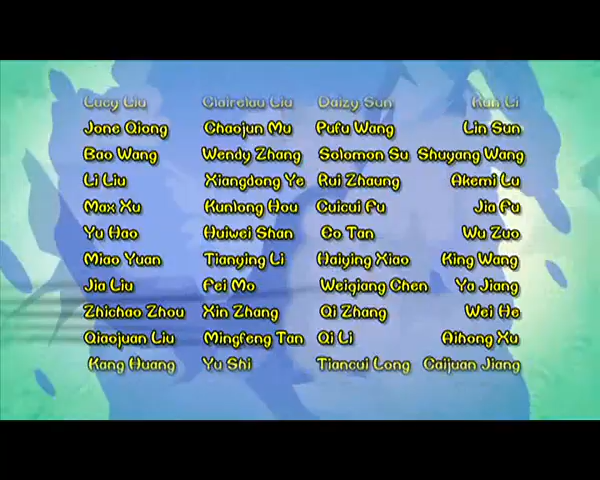 Lucy Liu Clairelau Liu Daizy Sun Kun Li
Jone Qiong Chaojun Mu Pufu Wang Lin Sun
Bao Wang Wendy Zhang Solomon Su Shuyang Wang
Li Liu Xiangdong Ye Rui Zhaung Akemi Lu
Max Xu Kunlong Hou Cuicui Fu Jia Fu
Yu Hao Huiwei Shan Bo Tan Wu Zuo
Miao Yuan Tianying Li Haiying Xiao King Wang
Jia Liu Fei Mo Weiqiang Chen Ya Jiang
Zhichao Zhou Xin Zhang Qi Zhang Wei He
Qiaojuan Liu Mingfeng Tan Qi Li Aihong Xu
Kang Huang Yu Shi Tiancui Long Caijuan Jiang